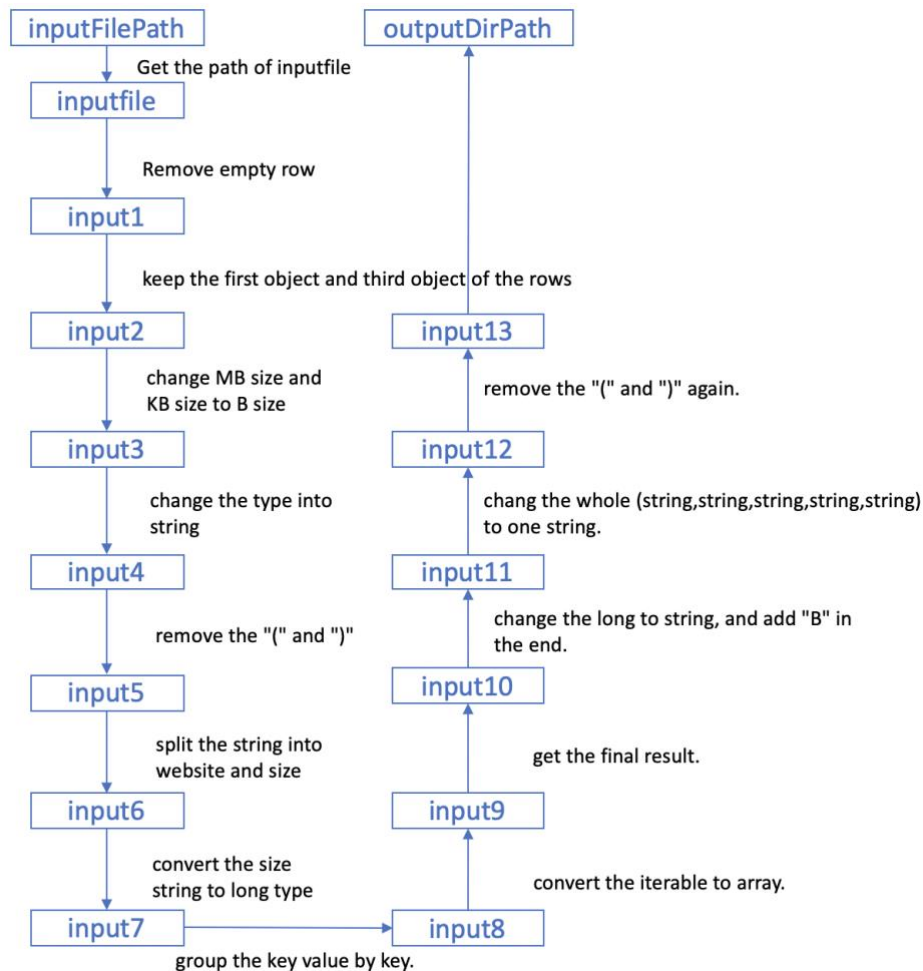 inputFilePath
Get the path of inputfile
inputfile
Remove empty row
input1
keep the first object and third object of the rows
input2
change MB size and
KB size to B size
input3
change the type into
string
input4
remove the "(" and ")"
input5
split the string into
website and size
input6
convert the size
string to long type
input7
group the key value by key.
input8
convert the iterable to array.
input9
get the final result.
input10
change the long to string, and add "B" in
the end.
input11
chang the whole (string,string,string,string,string)
to one string.
input12
remove the "(" and ")" again.
input13
outputDirPath